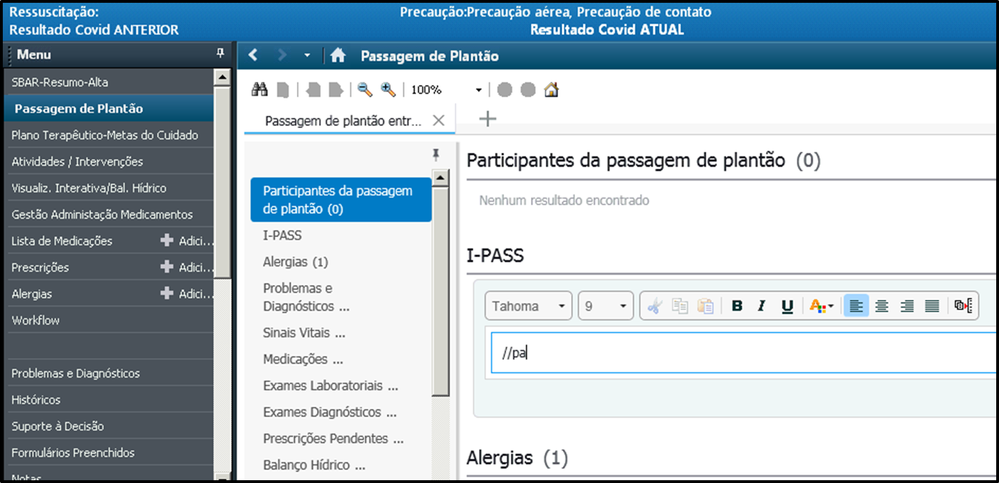 Ressuscitação:
Resultado Covid ANTERIOR
Precaução:Precaução aérea, Precaução de contato
Resultado Covid ATUAL
Menu
SBAR-Resumo-Alta
Passagem de Plantão
Plano Terapêutico-Metas do Cuidado
Atividades / Intervenções
Visualiz. Interativa/Bal. Hídrico
Gestão Administação Medicamentos
Lista de Medicações Adici...
Prescrições Adici...
Alergias Adici...
Workflow
Problemas e Diagnósticos
Históricos
Suporte à Decisão
Formulários Preenchidos
Notas
Passagem de Plantão
100%
Passagem de plantão entr...
Participantes da passagem
de plantão (0)
I-PASS
Alergias (1)
Problemas e
Diagnósticos ...
Sinais Vitais ...
Medicações ...
Exames Laboratoriais ...
Exames Diagnósticos ...
Prescrições Pendentes ...
Balanço Hídrico ...
Participantes da passagem de plantão (0)
Nenhum resultado encontrado
I-PASS
Tahoma 9 B I U A
//pa
Alergias (1)